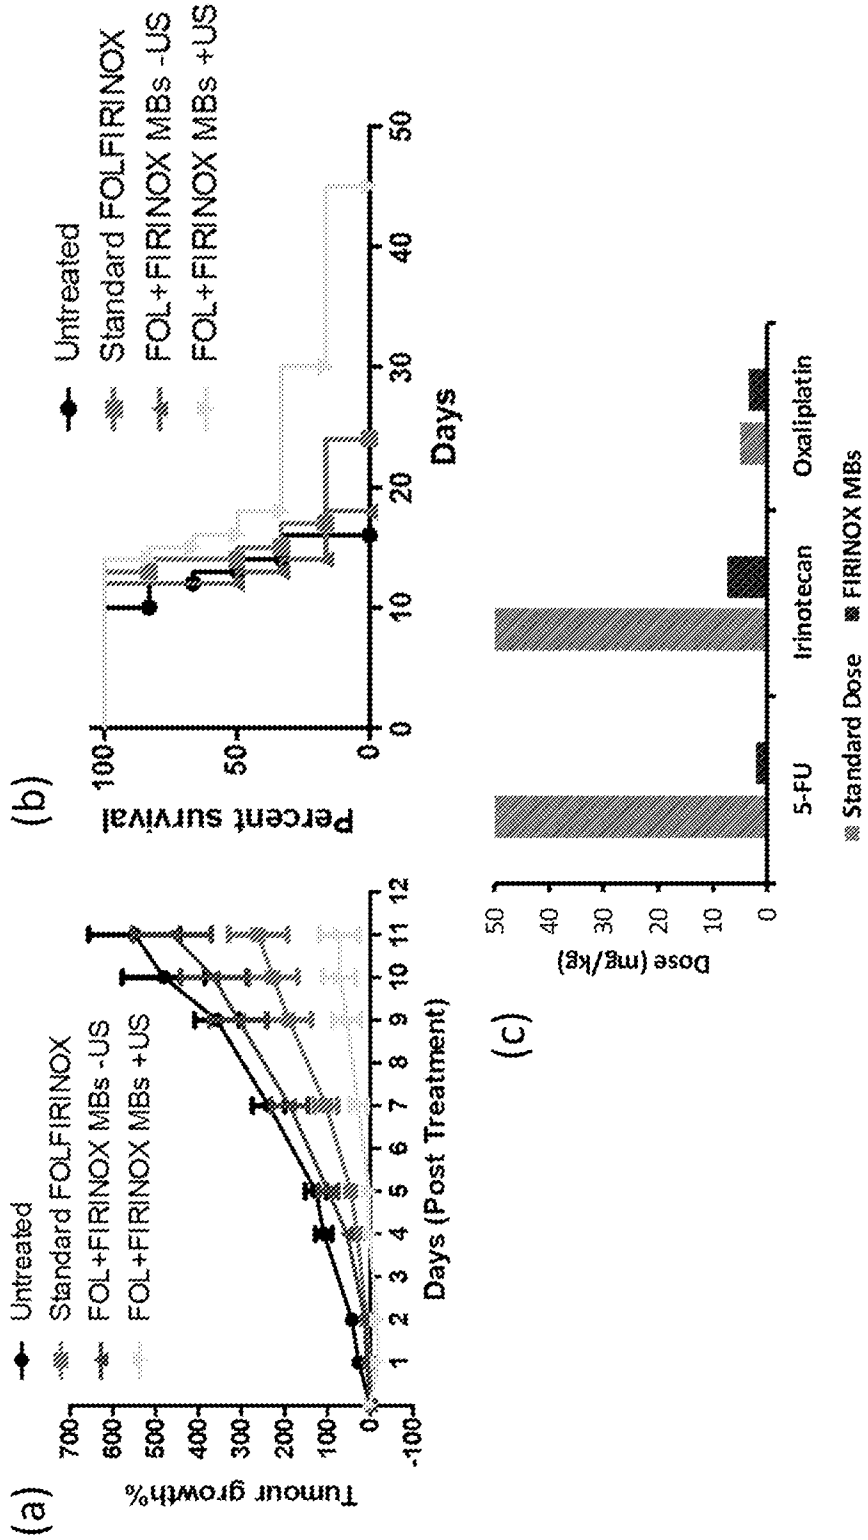 (a)
Untreated
Standard FOLFIRINOX
FOL+FIRINOX MBs -US
FOL+FIRINOX MBs +US
Tumour growth%
700
600
500
400
300
200
100
0
-100
1 2 3 4 5 6 7 8 9 10 11 12
Days (Post Treatment)
(b)
Untreated
Standard FOLFIRINOX
FOL+FIRINOX MBs -US
FOL+FIRINOX MBs +US
Percent survival
100
50
0
0 10 20 30 40 50
Days
(c)
Dose (mg/kg)
50
40
30
20
10
0
5-FU Irinotecan Oxaliplatin
Standard Dose FIRINOX MBs